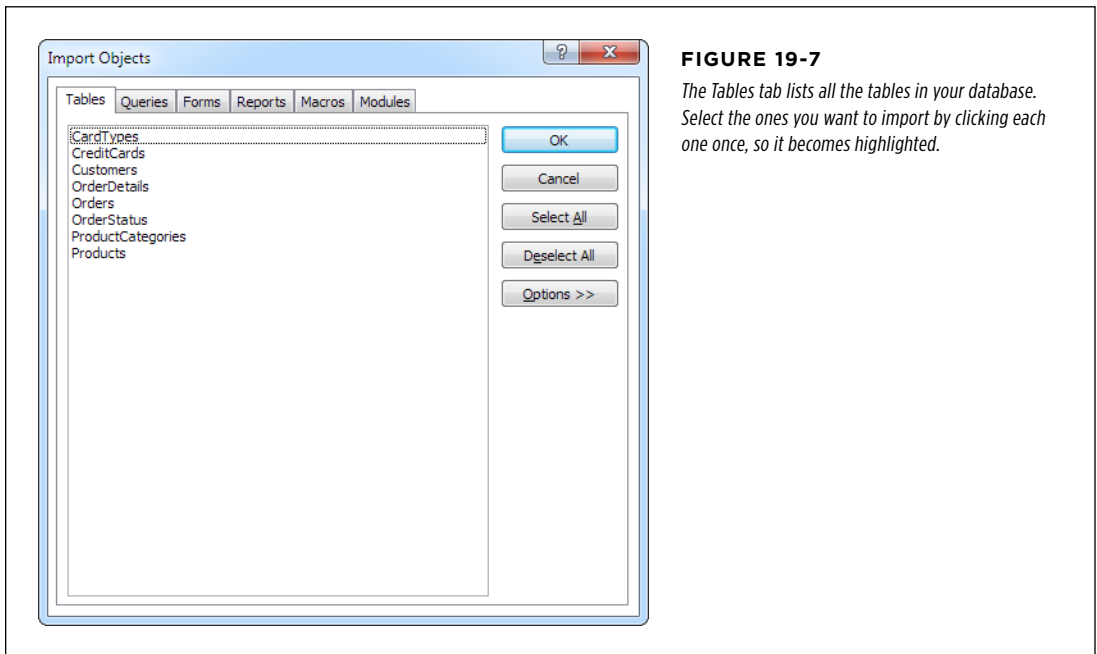 Import Objects
Tables Queries Forms Reports Macros Modules
CardTypes
CreditCards
Customers
OrderDetails
Orders
OrderStatus
ProductCategories
Products
OK
Cancel
Select All
Deselect All
Options >>
FIGURE 19-7
The Tables tab lists all the tables in your database.
Select the ones you want to import by clicking each
one once, so it becomes highlighted.